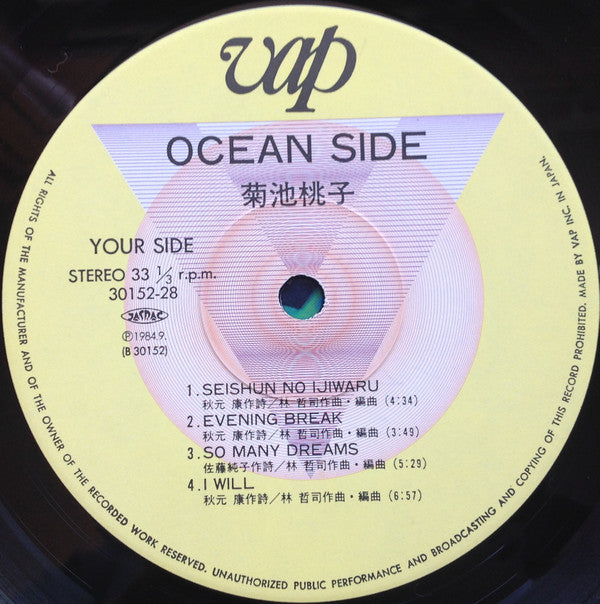 vap
OCEAN SIDE
菊池桃子
YOUR SIDE
STEREO 33 1/3 r.p.m.
30152-28
JASRAC
Ⓟ1984.9.
(B 30152)
1.SEISHUN NO IJIWARU
秋元 康作詩/林 哲司作曲・編曲 (4:34)
2.EVENING BREAK
秋元 康作詩/林 哲司作曲・編曲 (3:49)
3.SO MANY DREAMS
佐藤純子作詩/林 哲司作曲・編曲 (5:29)
4.I WILL
秋元 康作詩/林 哲司作曲・編曲 (6:57)
ALL RIGHTS OF THE MANUFACTURER AND OF THE OWNER OF THE RECORDED WORK RESERVED. UNAUTHORIZED PUBLIC PERFORMANCE AND BROADCASTING AND COPYING OF THIS RECORD PROHIBITED. MADE BY VAP INC. IN JAPAN.